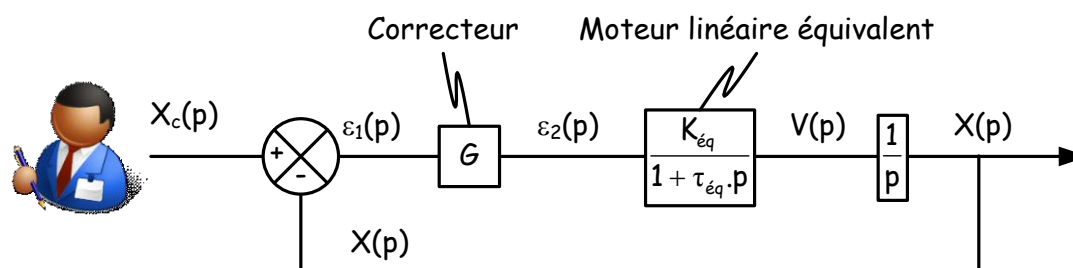 Correcteur
Moteur linéaire équivalent
Xc(p)
+
-
ε1(p)
G
ε2(p)
Kéq
1 + τéq.p
V(p)
1
p
X(p)
X(p)